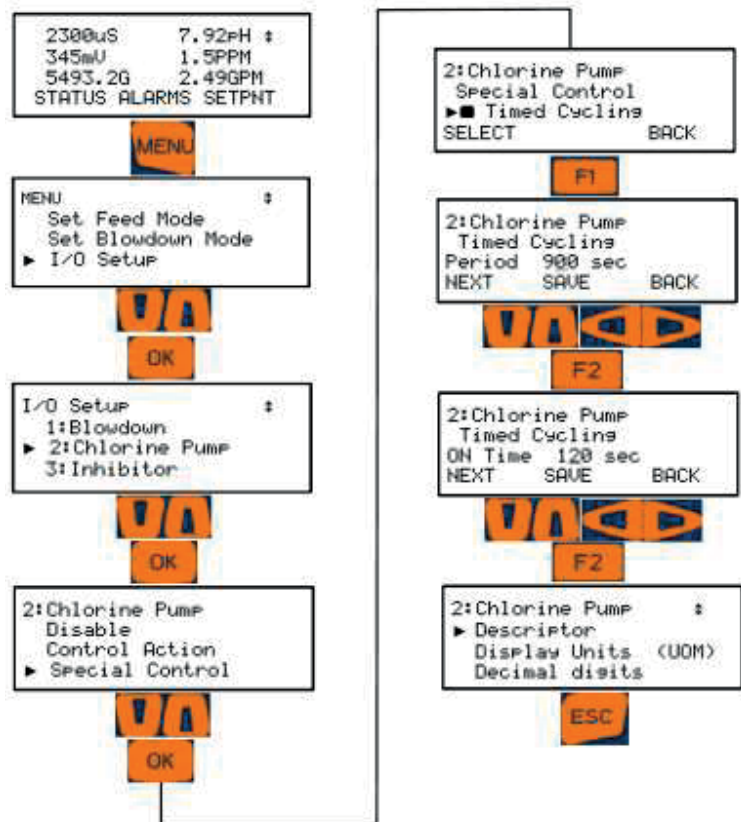 2300uS 7.92pH ↕
345mV 1.5PPM
5493.2G 2.49GPM
STATUS ALARMS SETPNT
MENU
MENU ↕
Set Feed Mode
Set Blowdown Mode
► I/O Setup
OK
I/O Setup ↕
1:Blowdown
► 2:Chlorine Pump
3:Inhibitor
OK
2:Chlorine Pump
Disable
Control Action
► Special Control
OK
2:Chlorine Pump
Special Control
►■ Timed Cycling
SELECT BACK
F1
2:Chlorine Pump
Timed Cycling
Period 900 sec
NEXT SAVE BACK
F2
2:Chlorine Pump
Timed Cycling
ON Time 120 sec
NEXT SAVE BACK
F2
2:Chlorine Pump ↕
► Descriptor
Display Units (UOM)
Decimal digits
ESC